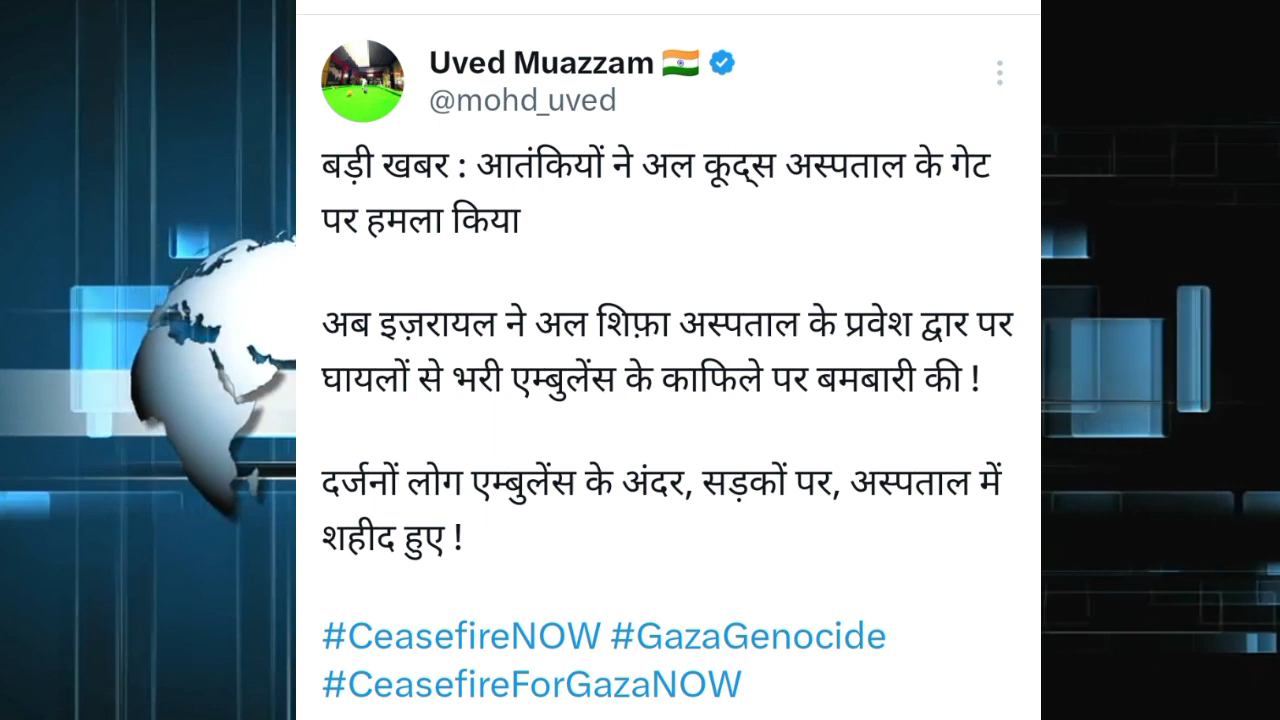 Uved Muazzam 🇮🇳
@mohd_uved
बड़ी खबर : आतंकियों ने अल कूद्स अस्पताल के गेट
पर हमला किया
अब इज़रायल ने अल शिफ़ा अस्पताल के प्रवेश द्वार पर
घायलों से भरी एम्बुलेंस के काफिले पर बमबारी की !
दर्जनों लोग एम्बुलेंस के अंदर, सड़कों पर, अस्पताल में
शहीद हुए !
#CeasefireNOW #GazaGenocide
#CeasefireForGazaNOW